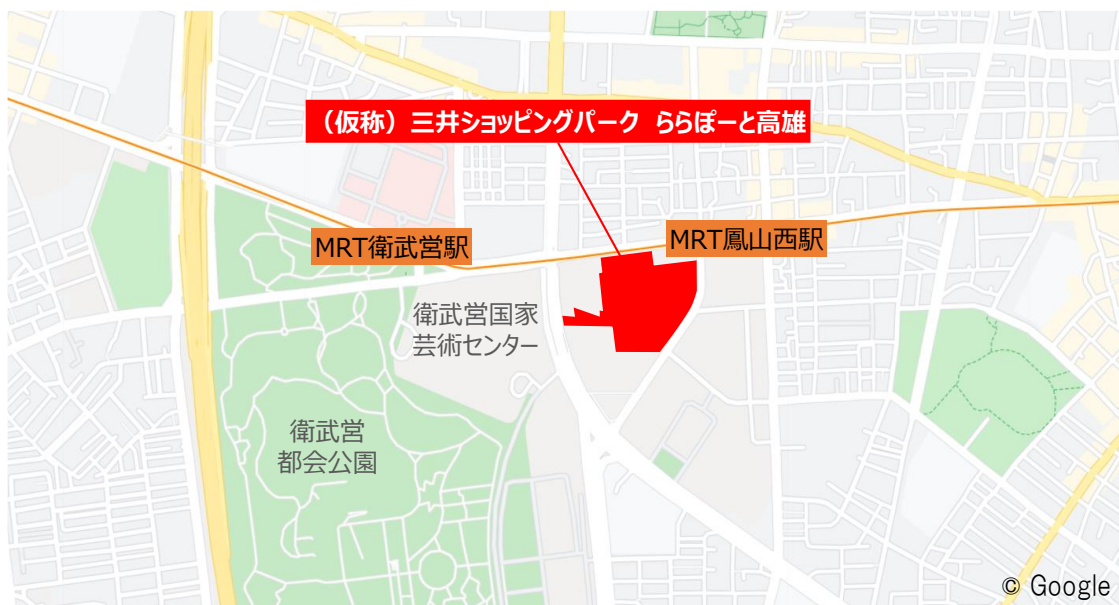 （仮称）三井ショッピングパーク ららぽーと高雄
MRT衛武営駅
MRT鳳山西駅
衛武営国家
芸術センター
衛武営
都会公園
© Google